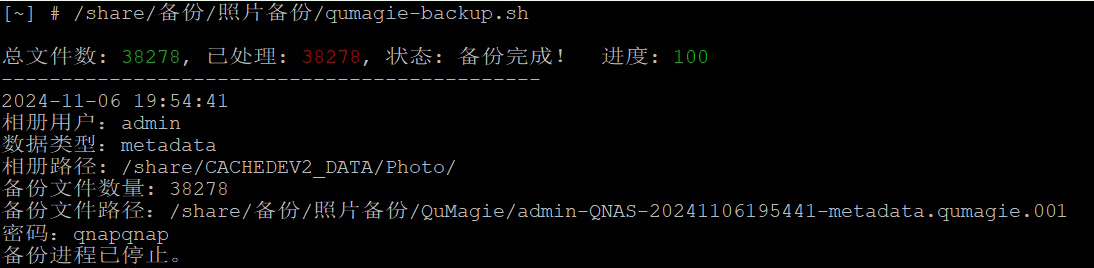 [~] # /share/备份/照片备份/qumagie-backup.sh
总文件数: 38278, 已处理: 38278, 状态: 备份完成! 进度: 100
---------------------------------------------
2024-11-06 19:54:41
相册用户: admin
数据类型: metadata
相册路径: /share/CACHEDEV2_DATA/Photo/
备份文件数量: 38278
备份文件路径: /share/备份/照片备份/QuMagie/admin-QNAS-20241106195441-metadata.qumagie.001
密码: qnapqnap
备份进程已停止。